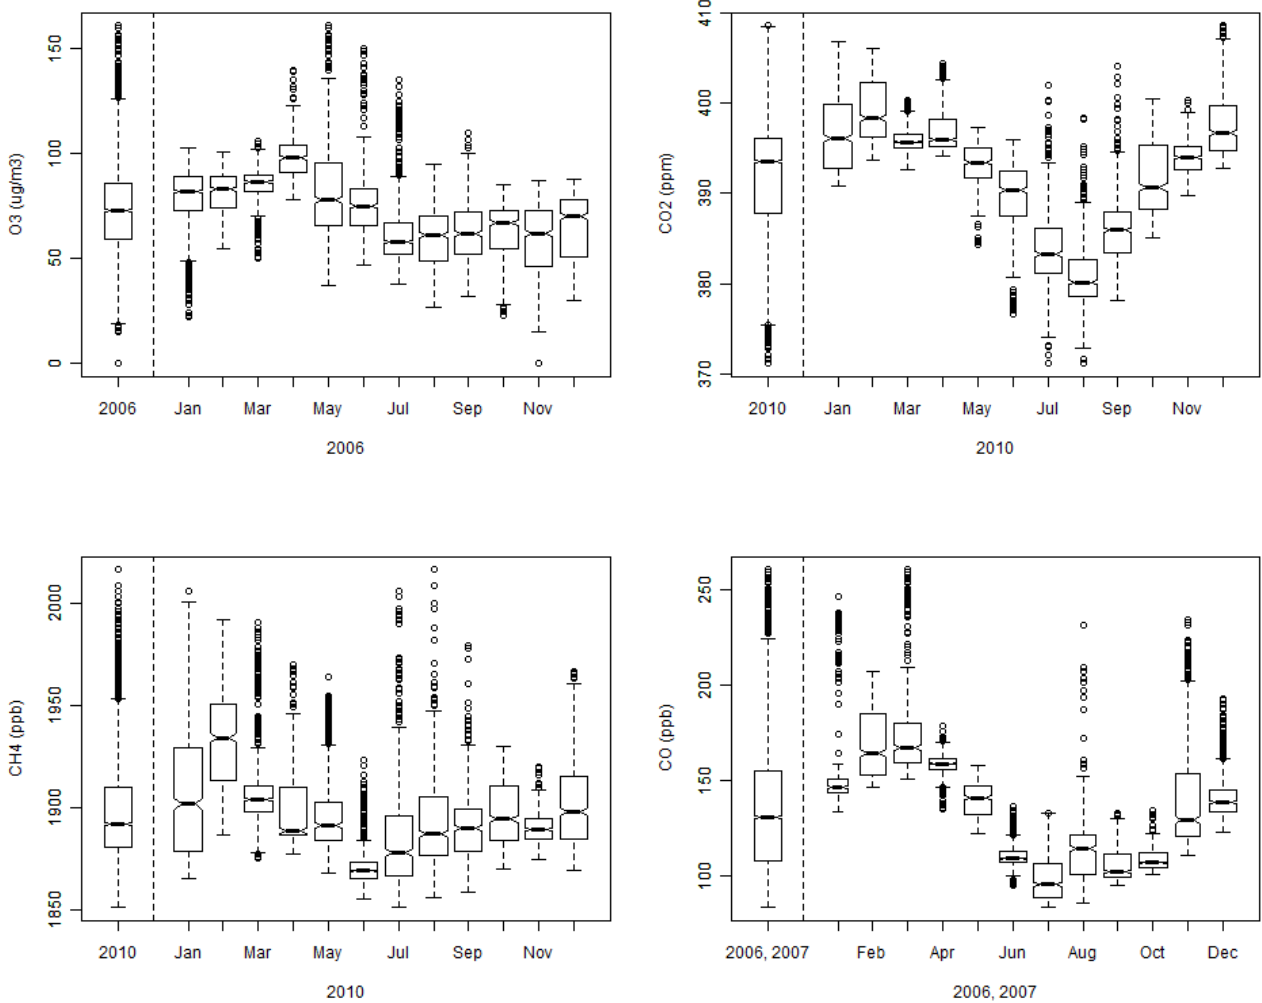 O3 (ug/m3)
150
100
50
0
2006
Jan
Mar
May
Jul
Sep
Nov
2006
CO2 (ppm)
410
400
390
380
370
2010
Jan
Mar
May
Jul
Sep
Nov
2010
CH4 (ppb)
2000
1950
1900
1850
2010
Jan
Mar
May
Jul
Sep
Nov
2010
CO (ppb)
250
200
150
100
2006, 2007
Feb
Apr
Jun
Aug
Oct
Dec
2006, 2007